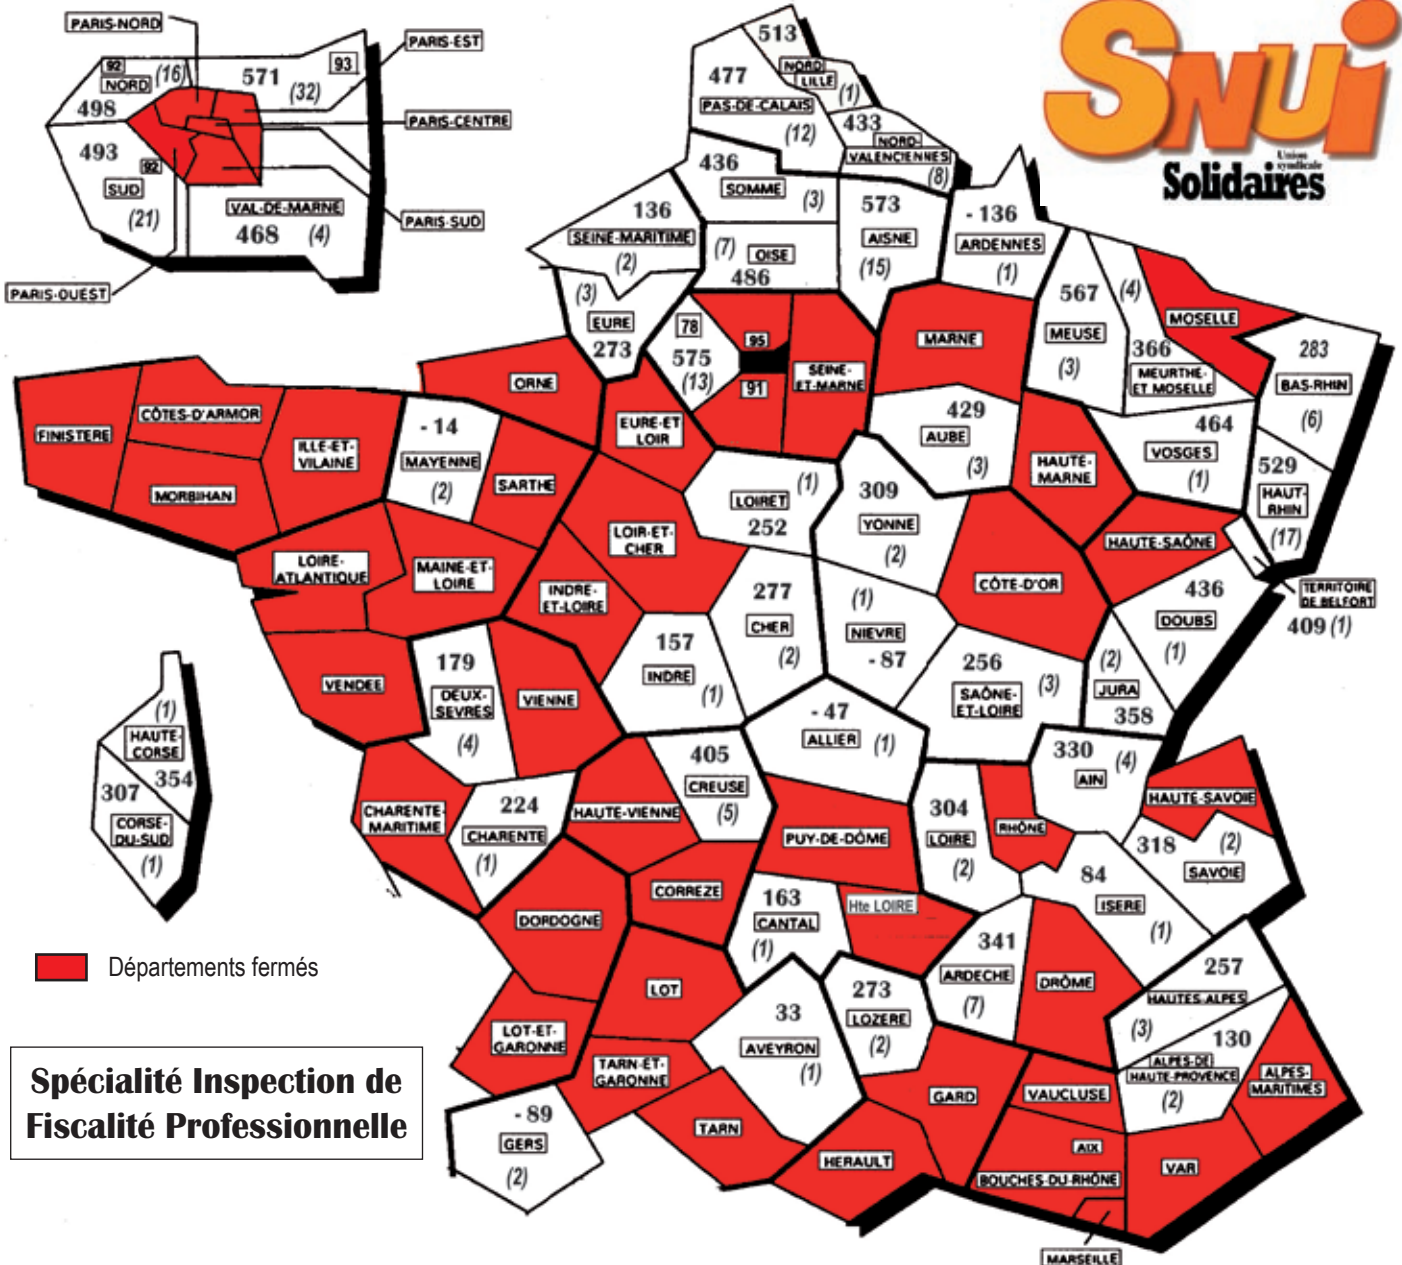 PARIS-NORD
PARIS-EST
92
NORD
(16)
571
93
(32)
498
PARIS-CENTRE
493
92
SUD
(21)
VAL-DE-MARNE
468
(4)
PARIS-SUD
PARIS-OUEST
Snui
Union
syndicale
Solidaires
513
NORD
LILLE
(1)
477
PAS-DE-CALAIS
(12)
433
NORD-
VALENCIENNES
(8)
436
SOMME
(3)
136
SEINE-MARITIME
(2)
(7)
OISE
486
573
AISNE
(15)
- 136
ARDENNES
(1)
(3)
EURE
273
78
575
(13)
95
91
SEINE-
ET-MARNE
MARNE
567
MEUSE
(3)
(4)
366
MEURTHE-
ET MOSELLE
MOSELLE
283
BAS-RHIN
(6)
ORNE
EURE-ET
LOIR
429
AUBE
(3)
HAUTE-
MARNE
464
VOSGES
(1)
529
HAUT-
RHIN
(17)
FINISTERE
CÔTES-D'ARMOR
ILLE-ET-
VILAINE
MORBIHAN
- 14
MAYENNE
(2)
SARTHE
(1)
LOIRET
252
309
YONNE
(2)
LOIR-ET-
CHER
CÔTE-D'OR
HAUTE-SAÔNE
TERRITOIRE
DE BELFORT
409 (1)
LOIRE-
ATLANTIQUE
MAINE-ET-
LOIRE
INDRE-
ET-LOIRE
277
CHER
(2)
(1)
NIEVRE
- 87
436
DOUBS
(1)
157
INDRE
(1)
256
SAÔNE-
ET-LOIRE
(3)
(2)
JURA
358
VENDEE
179
DEUX-
SEVRES
(4)
VIENNE
- 47
ALLIER
(1)
330
AIN
(4)
(1)
HAUTE-
CORSE
354
307
CORSE-
DU-SUD
(1)
CHARENTE-
MARITIME
224
CHARENTE
(1)
HAUTE-VIENNE
405
CREUSE
(5)
PUY-DE-DÔME
304
LOIRE
(2)
RHÔNE
HAUTE-SAVOIE
318
(2)
SAVOIE
84
ISERE
(1)
DORDOGNE
CORREZE
163
CANTAL
(1)
Hte LOIRE
341
ARDECHE
(7)
DRÔME
257
HAUTES-ALPES
(3)
Départements fermés
LOT
273
LOZERE
(2)
LOT-ET-
GARONNE
TARN-ET-
GARONNE
33
AVEYRON
(1)
130
ALPES-DE
HAUTE-PROVENCE
(2)
ALPES-
MARITIMES
Spécialité Inspection de
Fiscalité Professionnelle
- 89
GERS
(2)
TARN
HERAULT
GARD
VAUCLUSE
AIX
BOUCHES-DU-RHÔNE
VAR
MARSEILLE